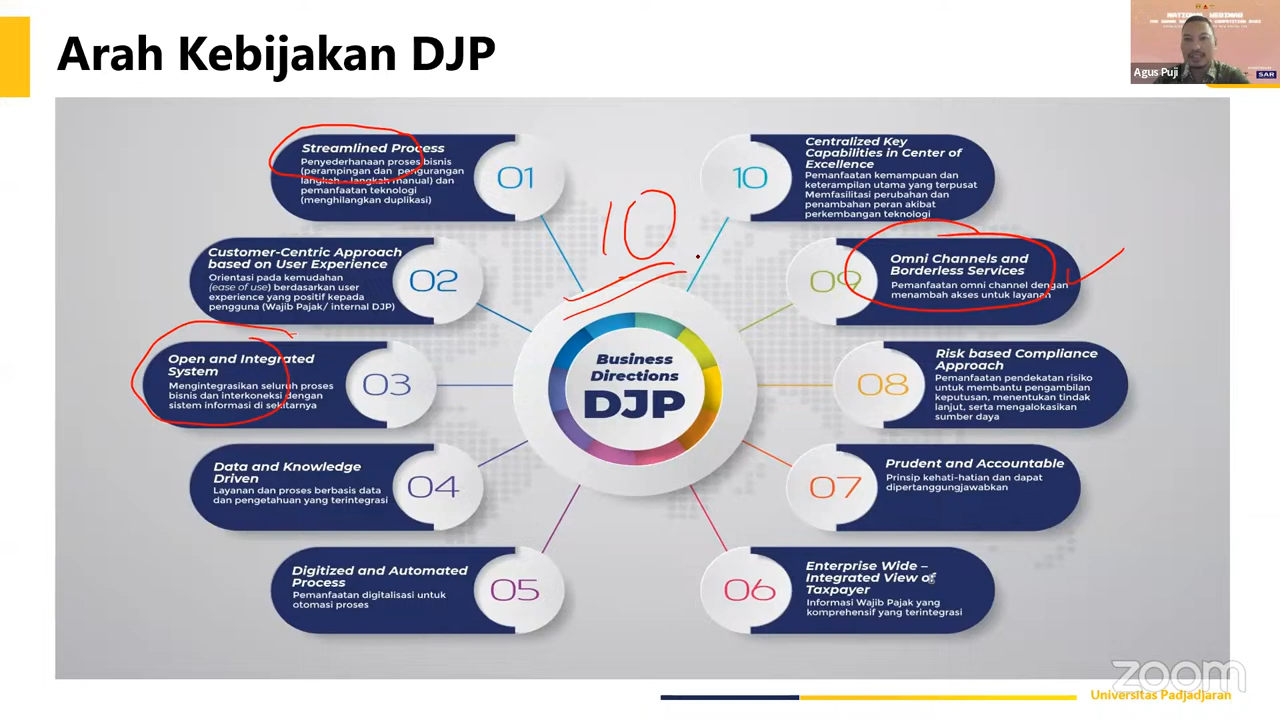 Arah Kebijakan DJP
NATIONAL WEBINAR
Agus Puji
SAR
Streamlined Process
Penyederhanaan proses bisnis
(perampingan dan pengurangan
langkah - langkah manual) dan
pemanfaatan teknologi
(menghilangkan duplikasi)
01
Customer-Centric Approach
based on User Experience
Orientasi pada kemudahan
(ease of use) berdasarkan user
experience yang positif kepada
pengguna (Wajib Pajak/ internal DJP)
02
Open and Integrated
System
Mengintegrasikan seluruh proses
bisnis dan interkoneksi dengan
sistem informasi di sekitarnya
03
Data and Knowledge
Driven
Layanan dan proses berbasis data
dan pengetahuan yang terintegrasi
04
Digitized and Automated
Process
Pemanfaatan digitalisasi untuk
otomasi proses
05
10
Business
Directions
DJP
10
Centralized Key
Capabilities in Center of
Excellence
Pemanfaatan kemampuan dan
keterampilan utama yang terpusat
Memfasilitasi perubahan dan
penambahan peran akibat
perkembangan teknologi
09
Omni Channels and
Borderless Services
Pemanfaatan omni channel dengan
menambah akses untuk layanan
08
Risk based Compliance
Approach
Pemanfaatan pendekatan risiko
untuk membantu pengambilan
keputusan, menentukan tindak
lanjut, serta mengalokasikan
sumber daya
07
Prudent and Accountable
Prinsip kehati-hatian dan dapat
dipertanggungjawabkan
06
Enterprise Wide –
Integrated View of
Taxpayer
Informasi Wajib Pajak yang
komprehensif yang terintegrasi
zoom
Universitas Padjadjaran